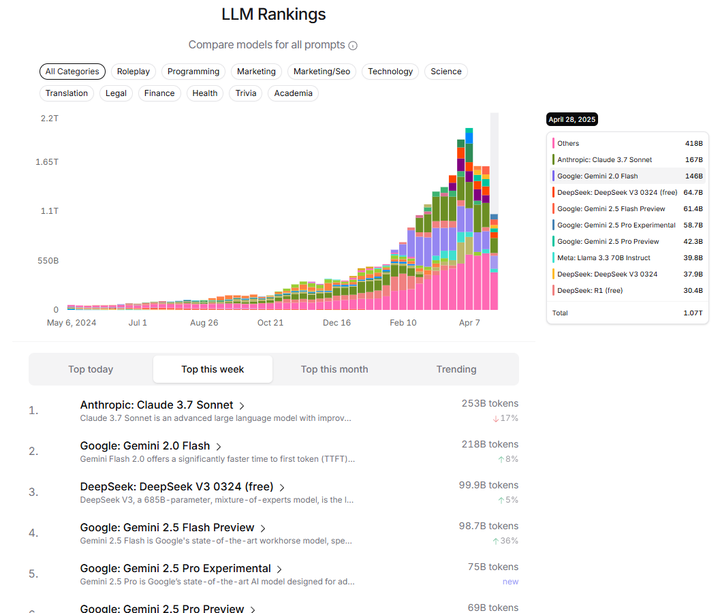 LLM Rankings
Compare models for all prompts
All Categories Roleplay Programming Marketing Marketing/Seo Technology Science
Translation Legal Finance Health Trivia Academia
2.2T
1.65T
1.1T
550B
0
May 6, 2024 Jul 1 Aug 26 Oct 21 Dec 16 Feb 10 Apr 7
April 28, 2025
Others 418B
Anthropic: Claude 3.7 Sonnet 167B
Google: Gemini 2.0 Flash 146B
DeepSeek: DeepSeek V3 0324 (free) 64.7B
Google: Gemini 2.5 Flash Preview 61.4B
Google: Gemini 2.5 Pro Experimental 58.7B
Google: Gemini 2.5 Pro Preview 42.3B
Meta: Llama 3.3 70B Instruct 39.8B
DeepSeek: DeepSeek V3 0324 37.9B
DeepSeek: R1 (free) 30.4B
Total 1.07T
Top today Top this week Top this month Trending
1. Anthropic: Claude 3.7 Sonnet > 253B tokens
Claude 3.7 Sonnet is an advanced large language model with improv... ↓17%
2. Google: Gemini 2.0 Flash > 218B tokens
Gemini Flash 2.0 offers a significantly faster time to first token (TTFT)... ↑8%
3. DeepSeek: DeepSeek V3 0324 (free) > 99.9B tokens
DeepSeek V3, a 685B-parameter, mixture-of-experts model, is the l... ↑5%
4. Google: Gemini 2.5 Flash Preview > 98.7B tokens
Gemini 2.5 Flash is Google's state-of-the-art workhorse model, spe... ↑36%
5. Google: Gemini 2.5 Pro Experimental > 75B tokens
Gemini 2.5 Pro is Google's state-of-the-art AI model designed for ad... new
Google: Gemini 2.5 Pro Preview > 69B tokens